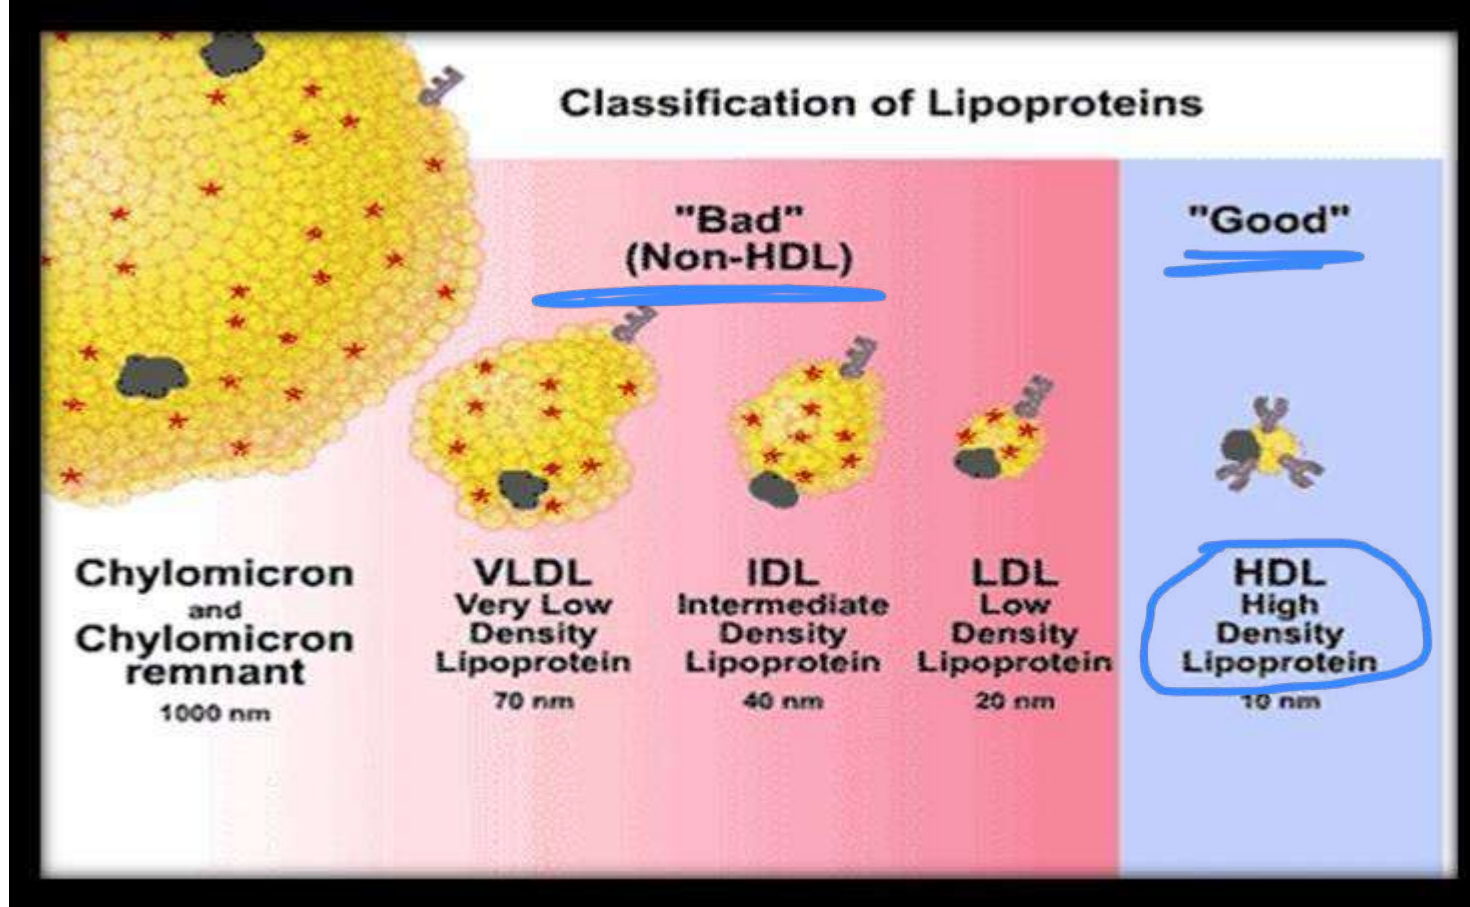 Classification of Lipoproteins
"Bad"
(Non-HDL)
"Good"
Chylomicron
and
Chylomicron
remnant
1000 nm
VLDL
Very Low
Density
Lipoprotein
70 nm
IDL
Intermediate
Density
Lipoprotein
40 nm
LDL
Low
Density
Lipoprotein
20 nm
HDL
High
Density
Lipoprotein
10 nm